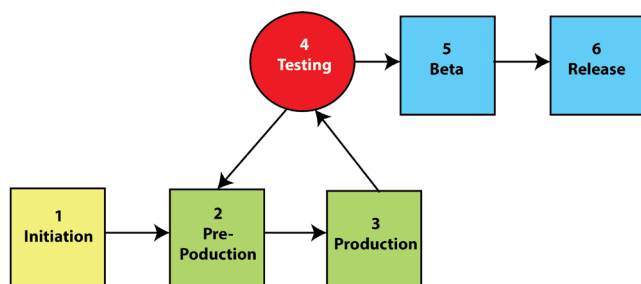 4
Testing
5
Beta
6
Release
1
Initiation
2
Pre-
Poduction
3
Production